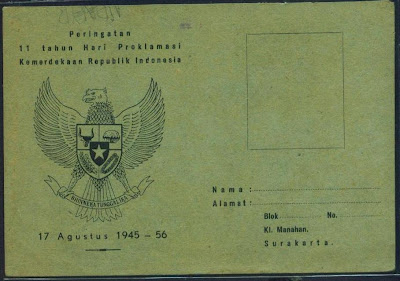 Peringatan
11 tahun Hari Proklamasi
Kemerdekaan Republik Indonesia
BHINNEKA TUNGGAL IKA
17 Agustus 1945 – 56
Nama :
Alamat :
Blok No.
Kl. Manahan.
Surakarta.